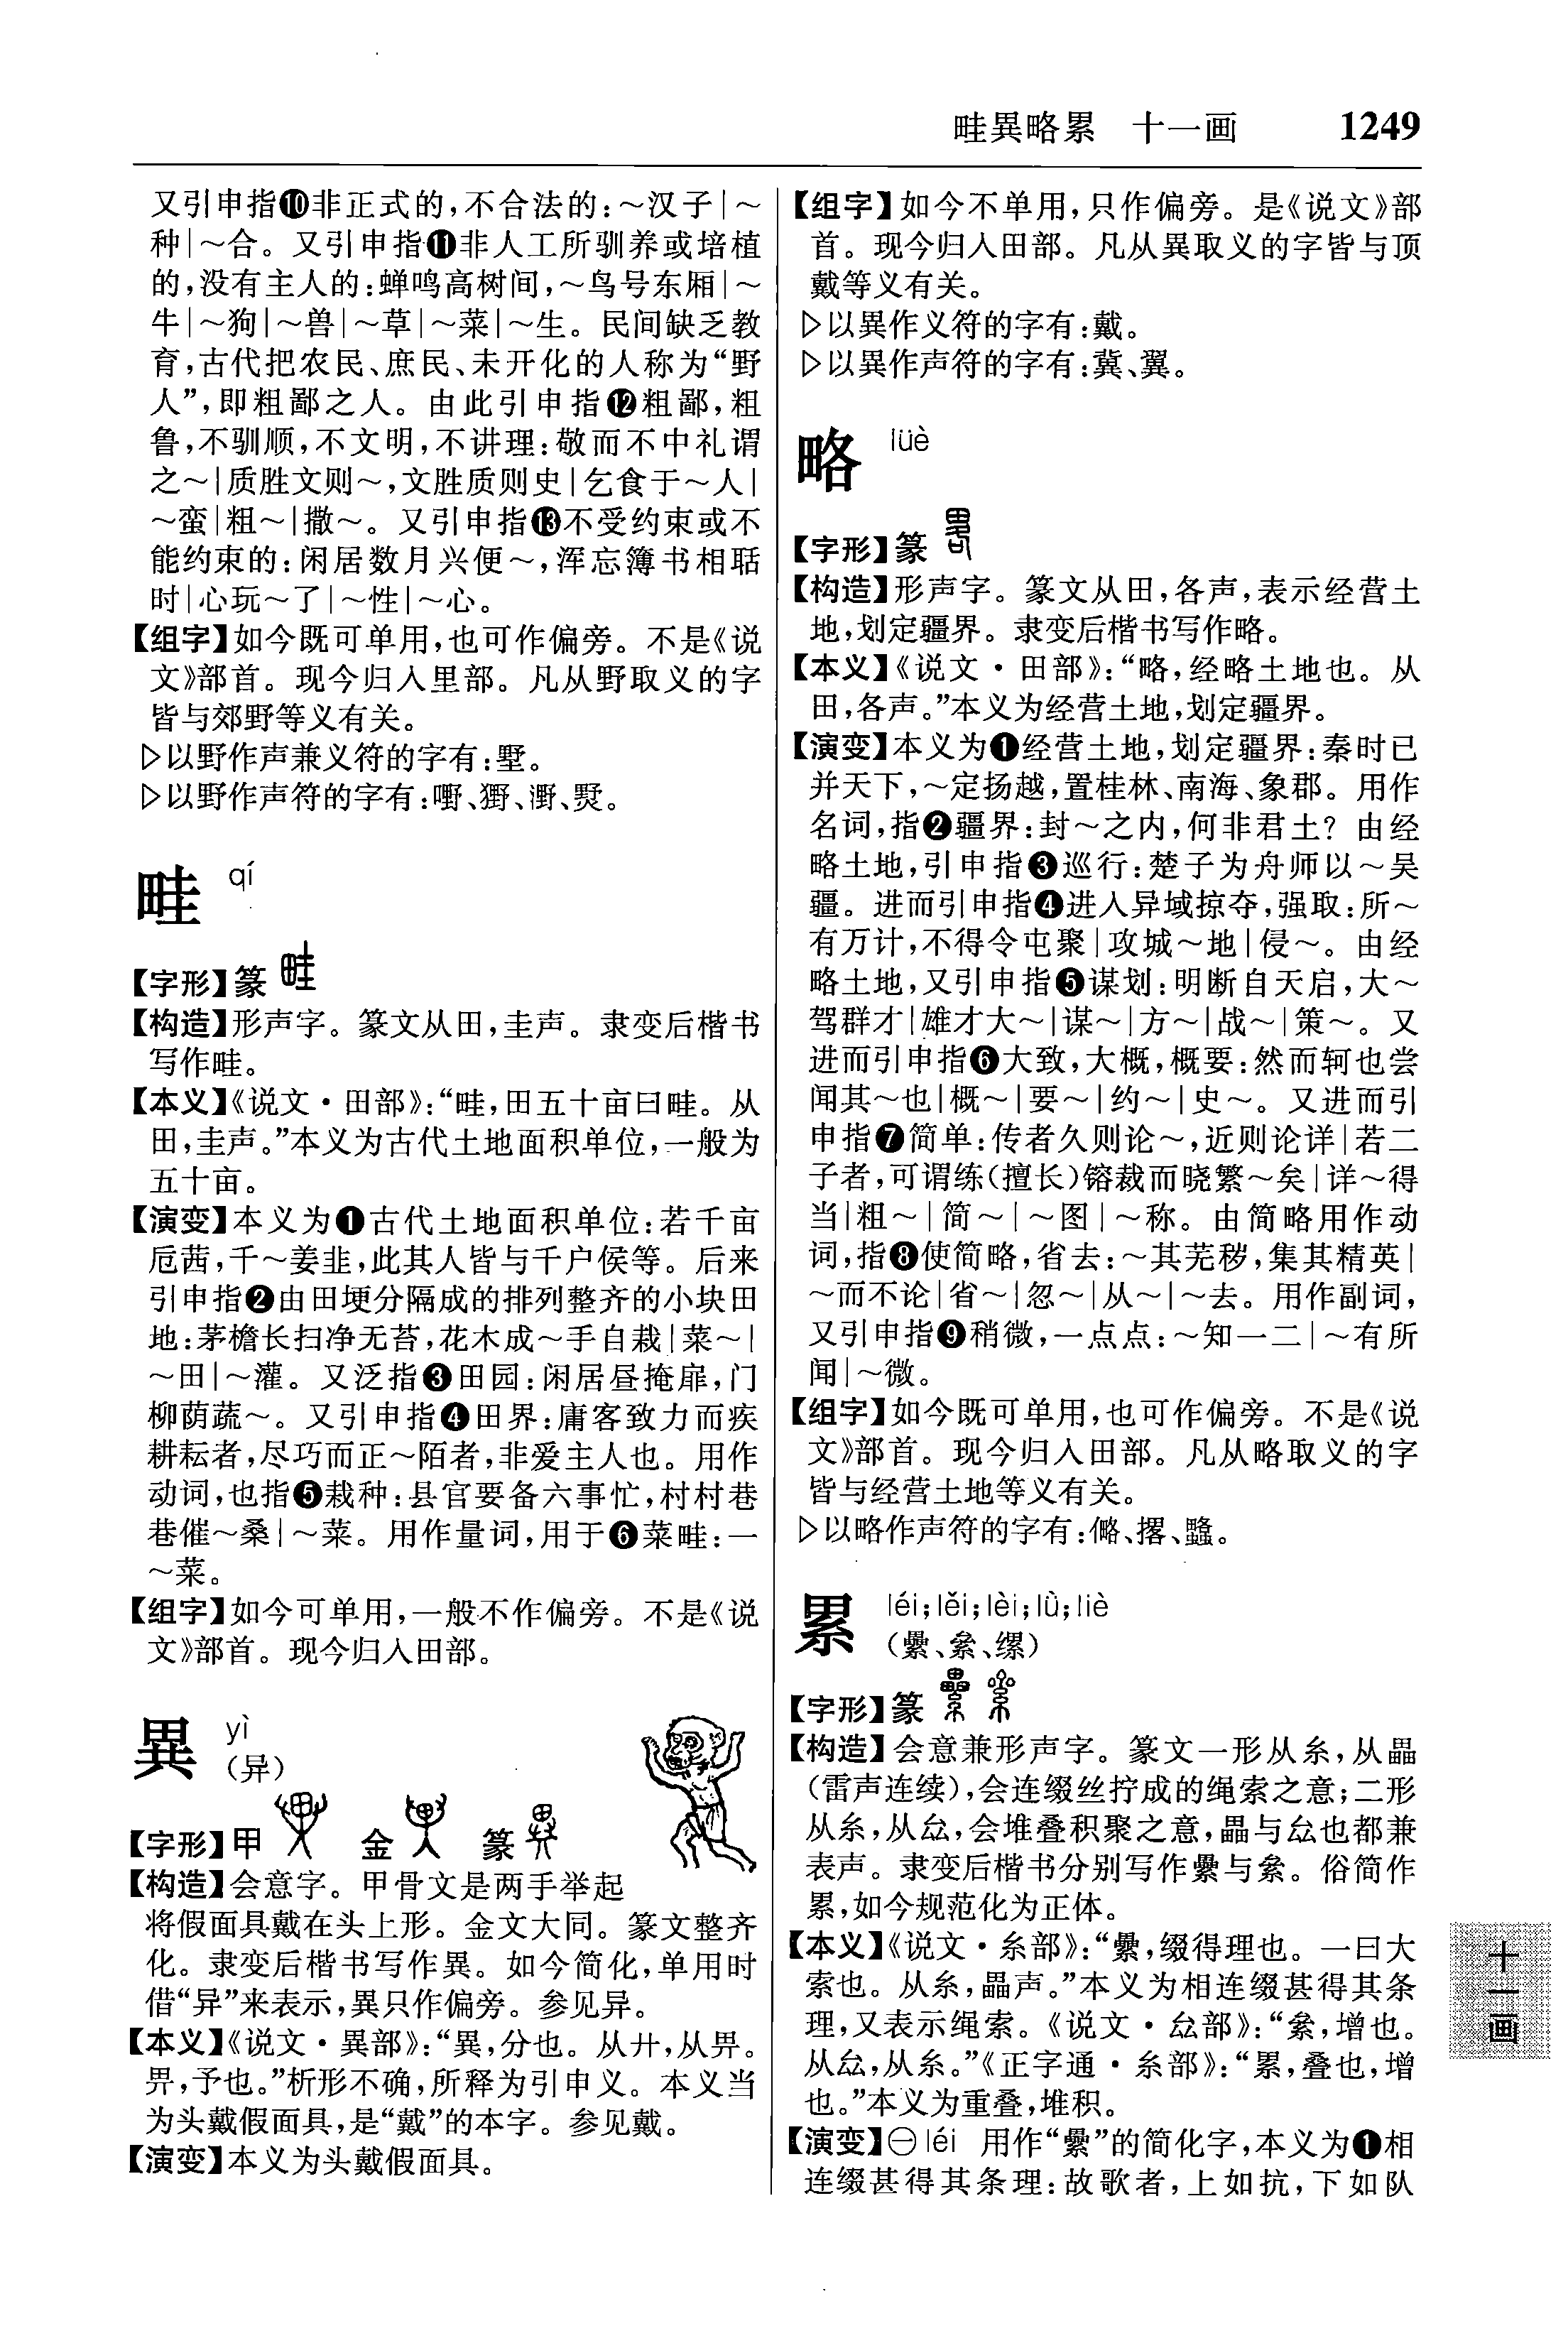 畦異略累 十一画 1249
又引申指❿非正式的,不合法的:～汉子|～
种|～合。又引申指⓫非人工所驯养或培植
的,没有主人的:蝉鸣高树间,～鸟号东厢|～
牛|～狗|～兽|～草|～菜|～生。民间缺乏教
育,古代把农民、庶民、未开化的人称为“野
人”,即粗鄙之人。由此引申指⓬粗鄙,粗
鲁,不驯顺,不文明,不讲理:敬而不中礼谓
之～|质胜文则～,文胜质则史|乞食于～人|
～蛮|粗～|撒～。又引申指⓭不受约束或不
能约束的:闲居数月兴便～,浑忘簿书相聒
时|心玩～了|～性|～心。
【组字】如今既可单用,也可作偏旁。不是《说
文》部首。现今归入里部。凡从野取义的字
皆与郊野等义有关。
▷以野作声兼义符的字有:墅。
▷以野作声符的字有:嘢、㹿、㶠、㙒。
畦 qí
【字形】篆
【构造】形声字。篆文从田,圭声。隶变后楷书
写作畦。
【本义】《说文·田部》:“畦,田五十亩曰畦。从
田,圭声。”本义为古代土地面积单位,一般为
五十亩。
【演变】本义为❶古代土地面积单位:若千亩
卮茜,千～姜韭,此其人皆与千户侯等。后来
引申指❷由田埂分隔成的排列整齐的小块田
地:茅檐长扫净无苔,花木成～手自栽|菜～|
～田|～灌。又泛指❸田园:闲居昼掩扉,门
柳荫蔬～。又引申指❹田界:庸客致力而疾
耕耘者,尽巧而正～陌者,非爱主人也。用作
动词,也指❺栽种:县官要备六事忙,村村巷
巷催～桑|～菜。用作量词,用于❻菜畦:一
～菜。
【组字】如今可单用,一般不作偏旁。不是《说
文》部首。现今归入田部。
異 yì
(异)
【字形】甲 金 篆
【构造】会意字。甲骨文是两手举起
将假面具戴在头上形。金文大同。篆文整齐
化。隶变后楷书写作異。如今简化,单用时
借“异”来表示,異只作偏旁。参见异。
【本义】《说文·異部》:“異,分也。从廾,从畀。
畀,予也。”析形不确,所释为引申义。本义当
为头戴假面具,是“戴”的本字。参见戴。
【演变】本义为头戴假面具。
【组字】如今不单用,只作偏旁。是《说文》部
首。现今归入田部。凡从異取义的字皆与顶
戴等义有关。
▷以異作义符的字有:戴。
▷以異作声符的字有:冀、翼。
略 lüè
【字形】篆
【构造】形声字。篆文从田,各声,表示经营土
地,划定疆界。隶变后楷书写作略。
【本义】《说文·田部》:“略,经略土地也。从
田,各声。”本义为经营土地,划定疆界。
【演变】本义为❶经营土地,划定疆界:秦时已
并天下,～定扬越,置桂林、南海、象郡。用作
名词,指❷疆界:封～之内,何非君土?由经
略土地,引申指❸巡行:楚子为舟师以～吴
疆。进而引申指❹进入异域掠夺,强取:所～
有万计,不得令屯聚|攻城～地|侵～。由经
略土地,又引申指❺谋划:明断自天启,大～
驾群才|雄才大～|谋～|方～|战～|策～。又
进而引申指❻大致,大概,概要:然而轲也尝
闻其～也|概～|要～|约～|史～。又进而引
申指❼简单:传者久则论～,近则论详|若二
子者,可谓练(擅长)镕裁而晓繁～矣|详～得
当|粗～|简～|～图|～称。由简略用作动
词,指❽使简略,省去:～其芜秽,集其精英|
～而不论|省～|忽～|从～|～去。用作副词,
又引申指❾稍微,一点点:～知一二|～有所
闻|～微。
【组字】如今既可单用,也可作偏旁。不是《说
文》部首。现今归入田部。凡从略取义的字
皆与经营土地等义有关。
▷以略作声符的字有:㑼、撂、蟸。
累 léi;lěi;lèi;lǜ;liè
(纍、絫、缧)
【字形】篆
【构造】会意兼形声字。篆文一形从糸,从畾
(雷声连续),会连缀丝拧成的绳索之意;二形
从糸,从厽,会堆叠积聚之意,畾与厽也都兼
表声。隶变后楷书分别写作纍与絫。俗简作
累,如今规范化为正体。
【本义】《说文·糸部》:“纍,缀得理也。一曰大
索也。从糸,畾声。”本义为相连缀甚得其条
理,又表示绳索。《说文·厽部》:“絫,增也。
从厽,从糸。”《正字通·糸部》:“累,叠也,增
也。”本义为重叠,堆积。
【演变】㊀léi 用作“纍”的简化字,本义为❶相
连缀甚得其条理:故歌者,上如抗,下如队
十一画